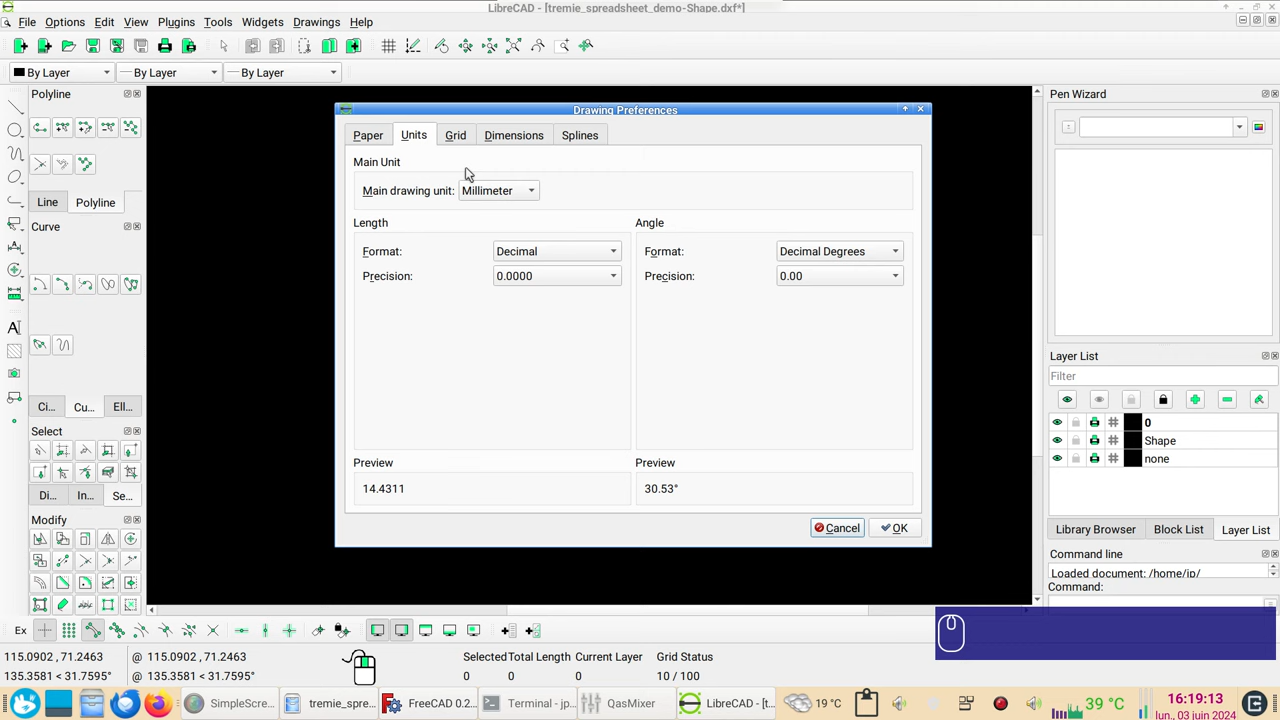 LibreCAD - [tremie_spreadsheet_demo-Shape.dxf*]
File Options Edit View Plugins Tools Widgets Drawings Help
By Layer By Layer By Layer
Polyline
Line Polyline
Curve
Ci... Cu... Ell...
Select
Di... In... Se...
Modify
Drawing Preferences
Paper Units Grid Dimensions Splines
Main Unit
Main drawing unit: Millimeter
Length Angle
Format: Decimal Format: Decimal Degrees
Precision: 0.0000 Precision: 0.00
Preview Preview
14.4311 30.53°
Cancel OK
Pen Wizard
Layer List
Filter
0
Shape
none
Library Browser Block List Layer List
Command line
Loaded document: /home/jp/
Command:
Ex
115.0902 , 71.2463 @ 115.0902 , 71.2463 Selected Total Length Current Layer Grid Status
135.3361 < 31.7595° @ 135.3581 < 31.7595° 0 0 0 10 / 100
SimpleScre... tremie_spre... FreeCAD 0.2... Terminal - jp... QasMixer LibreCAD - [t... 19 °C 39 °C 16:19:13
lun., 03 juin 2024